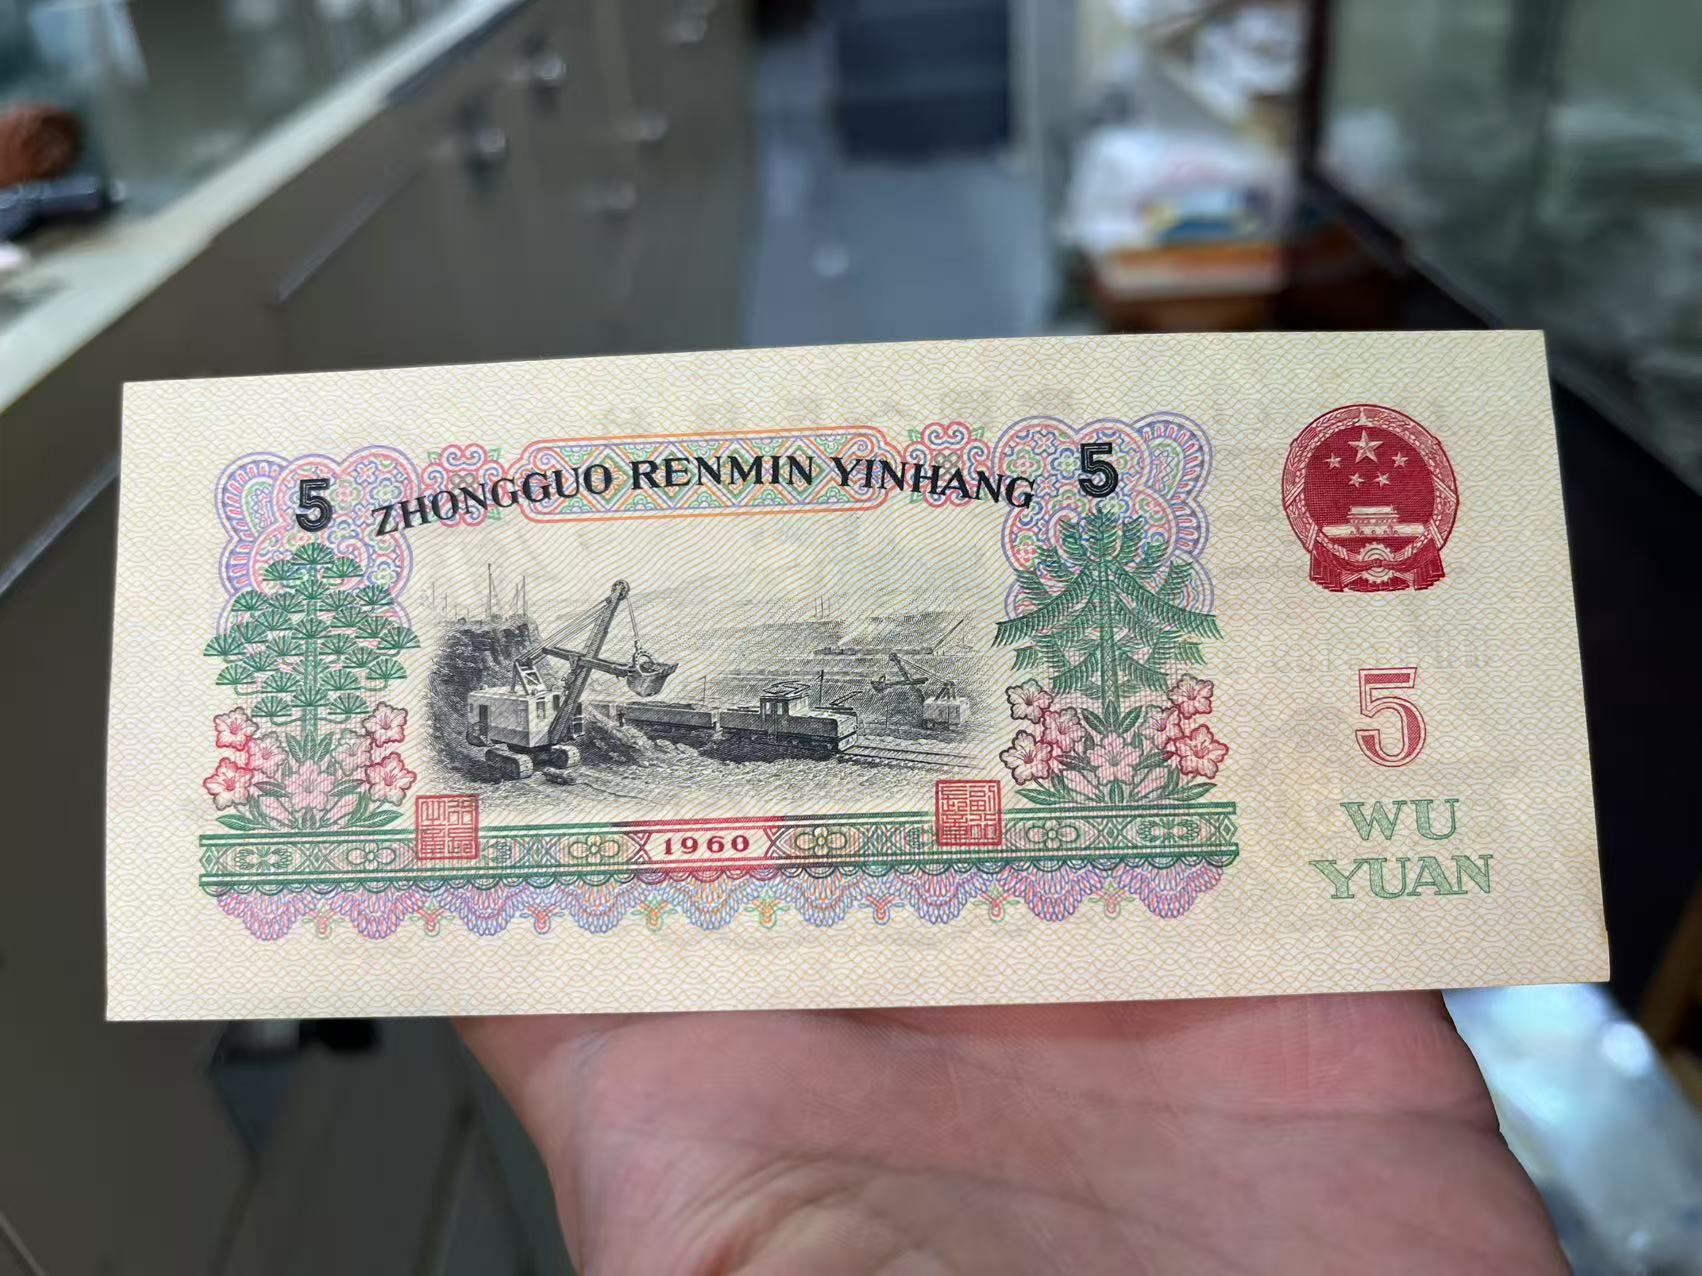 5 ZHONGGUO RENMIN YINHANG 5
1960
5
WU
YUAN